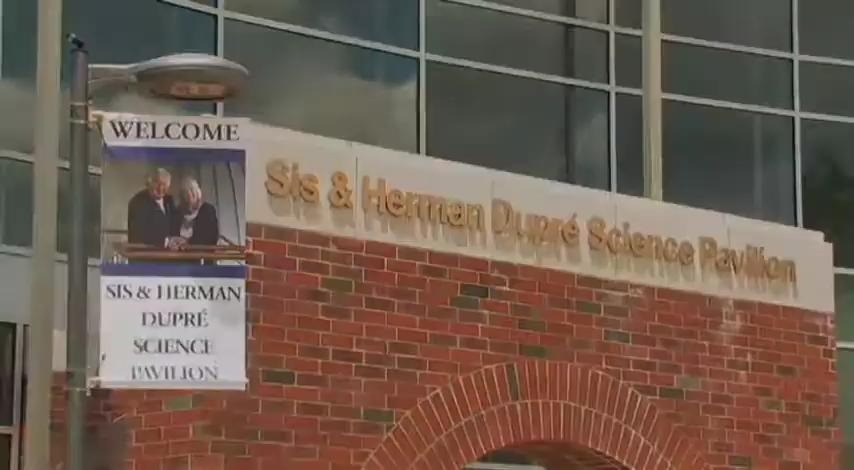 WELCOME
SIS & HERMAN
DUPRÉ
SCIENCE
PAVILION
Sis & Herman Dupré Science Pavilion